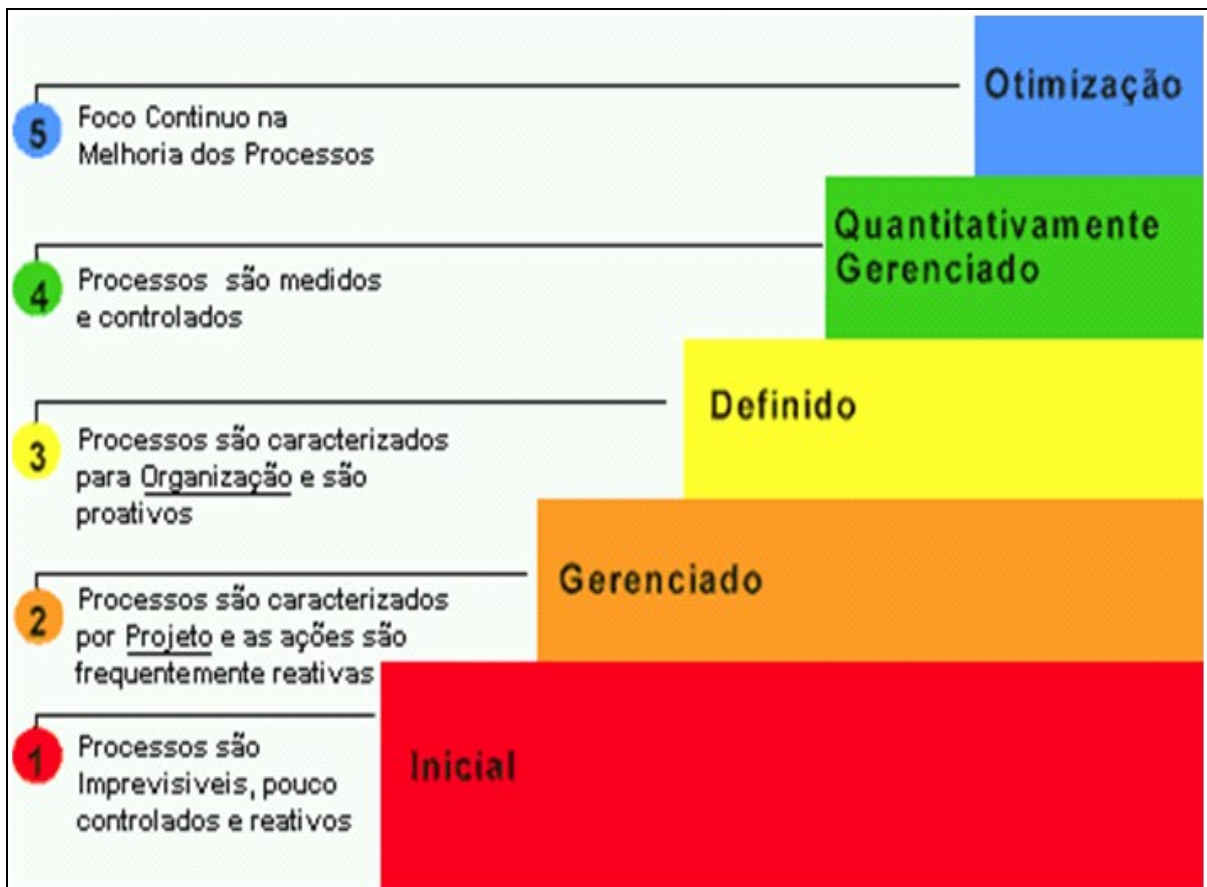 Otimização
5
Foco Continuo na
Melhoria dos Processos
Quantitativamente
Gerenciado
4
Processos são medidos
e controlados
Definido
3
Processos são caracterizados
para Organização e são
proativos
Gerenciado
2
Processos são caracterizados
por Projeto e as ações são
frequentemente reativas
Inicial
1
Processos são
Imprevisiveis, pouco
controlados e reativos